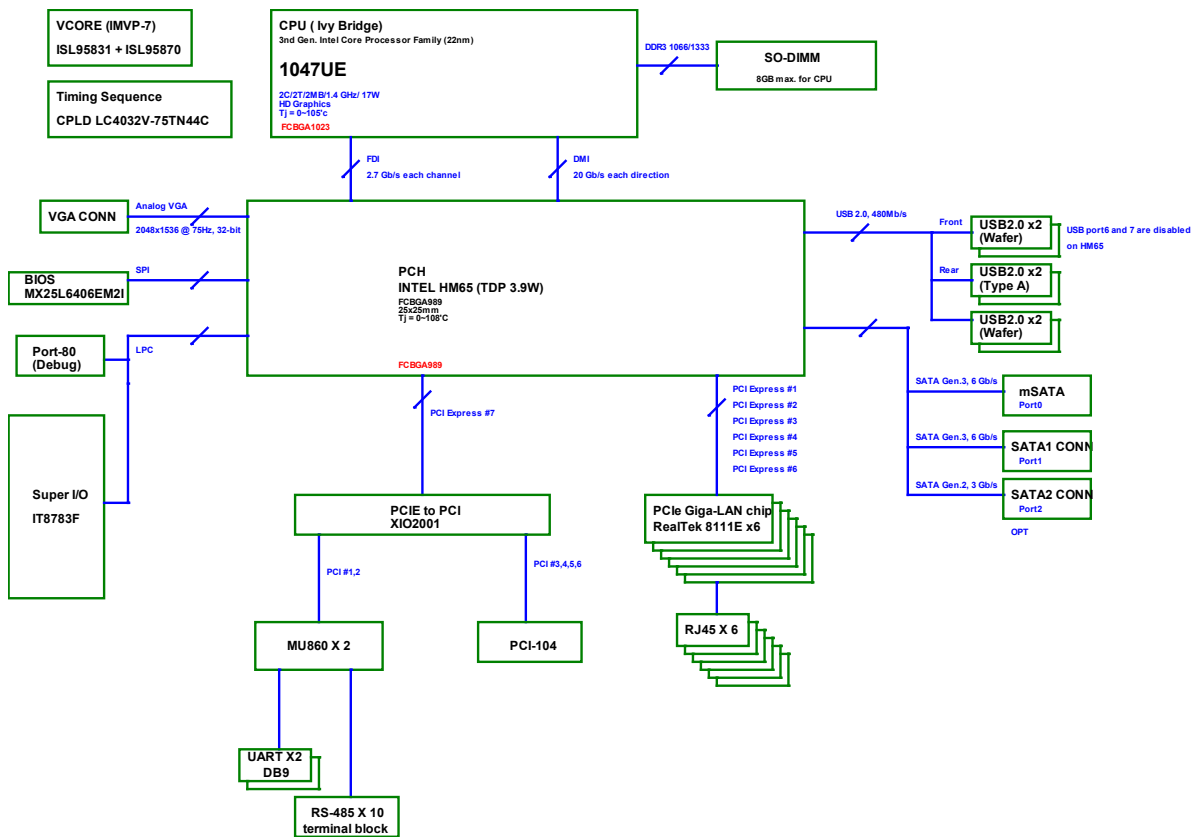 VCORE (IMVP-7)
ISL95831 + ISL95870
Timing Sequence
CPLD LC4032V-75TN44C
CPU ( Ivy Bridge)
3nd Gen. Intel Core Processor Family (22nm)
1047UE
2C/2T/2MB/1.4 GHz/ 17W
HD Graphics
Tj = 0~105'c
FCBGA1023
DDR3 1066/1333
SO-DIMM
8GB max. for CPU
FDI
2.7 Gb/s each channel
DMI
20 Gb/s each direction
VGA CONN
Analog VGA
2048x1536 @ 75Hz, 32-bit
BIOS
MX25L6406EM2I
SPI
Port-80
(Debug)
LPC
Super I/O
IT8783F
PCH
INTEL HM65 (TDP 3.9W)
FCBGA989
25x25mm
Tj = 0~108'C
FCBGA989
USB 2.0, 480Mb/s
Front
USB2.0 x2
(Wafer)
USB port6 and 7 are disabled
on HM65
Rear
USB2.0 x2
(Type A)
USB2.0 x2
(Wafer)
SATA Gen.3, 6 Gb/s
mSATA
Port0
SATA Gen.3, 6 Gb/s
SATA1 CONN
Port1
SATA Gen.2, 3 Gb/s
SATA2 CONN
Port2
OPT
PCI Express #7
PCI Express #1
PCI Express #2
PCI Express #3
PCI Express #4
PCI Express #5
PCI Express #6
PCIE to PCI
XIO2001
PCIe Giga-LAN chip
RealTek 8111E x6
PCI #1,2
PCI #3,4,5,6
MU860 X 2
PCI-104
RJ45 X 6
UART X2
DB9
RS-485 X 10
terminal block